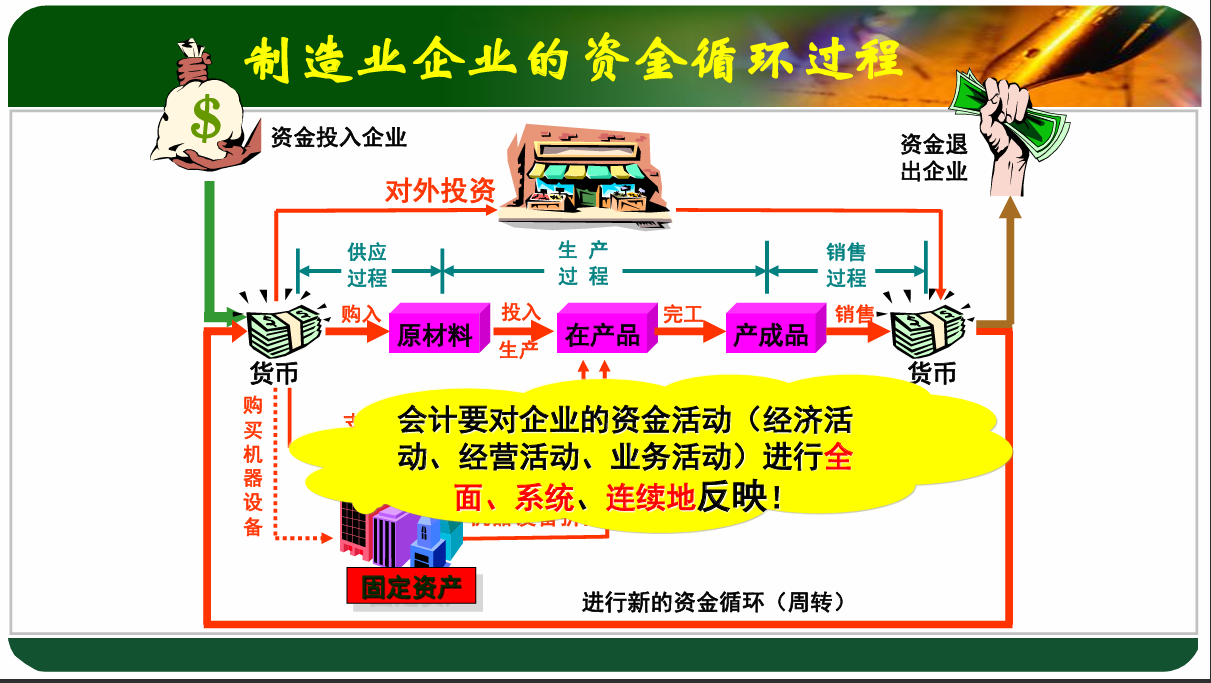 制造业企业的资金循环过程
$
资金投入企业
资金退
出企业
对外投资
供应
过程
生 产
过 程
销售
过程
购入
原材料
投入
生产
在产品
完工
产成品
销售
货币
货币
购
买
机
器
设
备
会计要对企业的资金活动（经济活
动、经营活动、业务活动）进行全
面、系统、连续地反映！
机器设备折
固定资产
进行新的资金循环（周转）